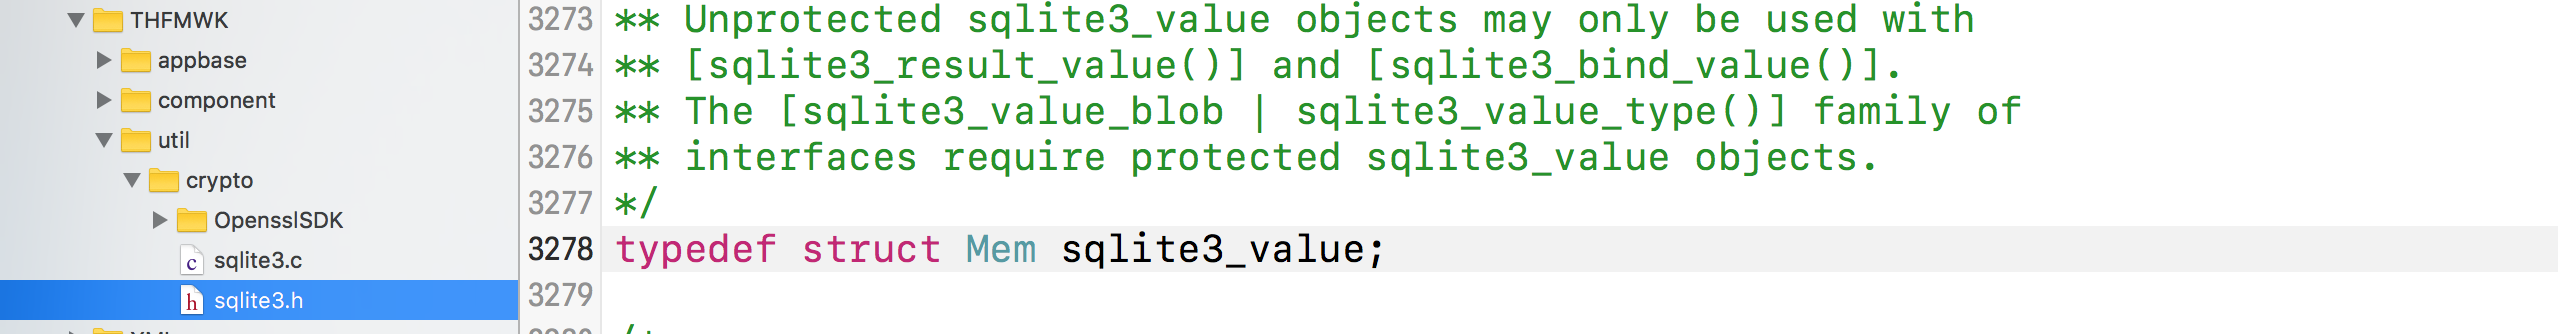 THFMWK
appbase
component
util
crypto
OpensslSDK
c sqlite3.c
h sqlite3.h
3273 ** Unprotected sqlite3_value objects may only be used with
3274 ** [sqlite3_result_value()] and [sqlite3_bind_value()].
3275 ** The [sqlite3_value_blob | sqlite3_value_type()] family of
3276 ** interfaces require protected sqlite3_value objects.
3277 */
3278 typedef struct Mem sqlite3_value;
3279